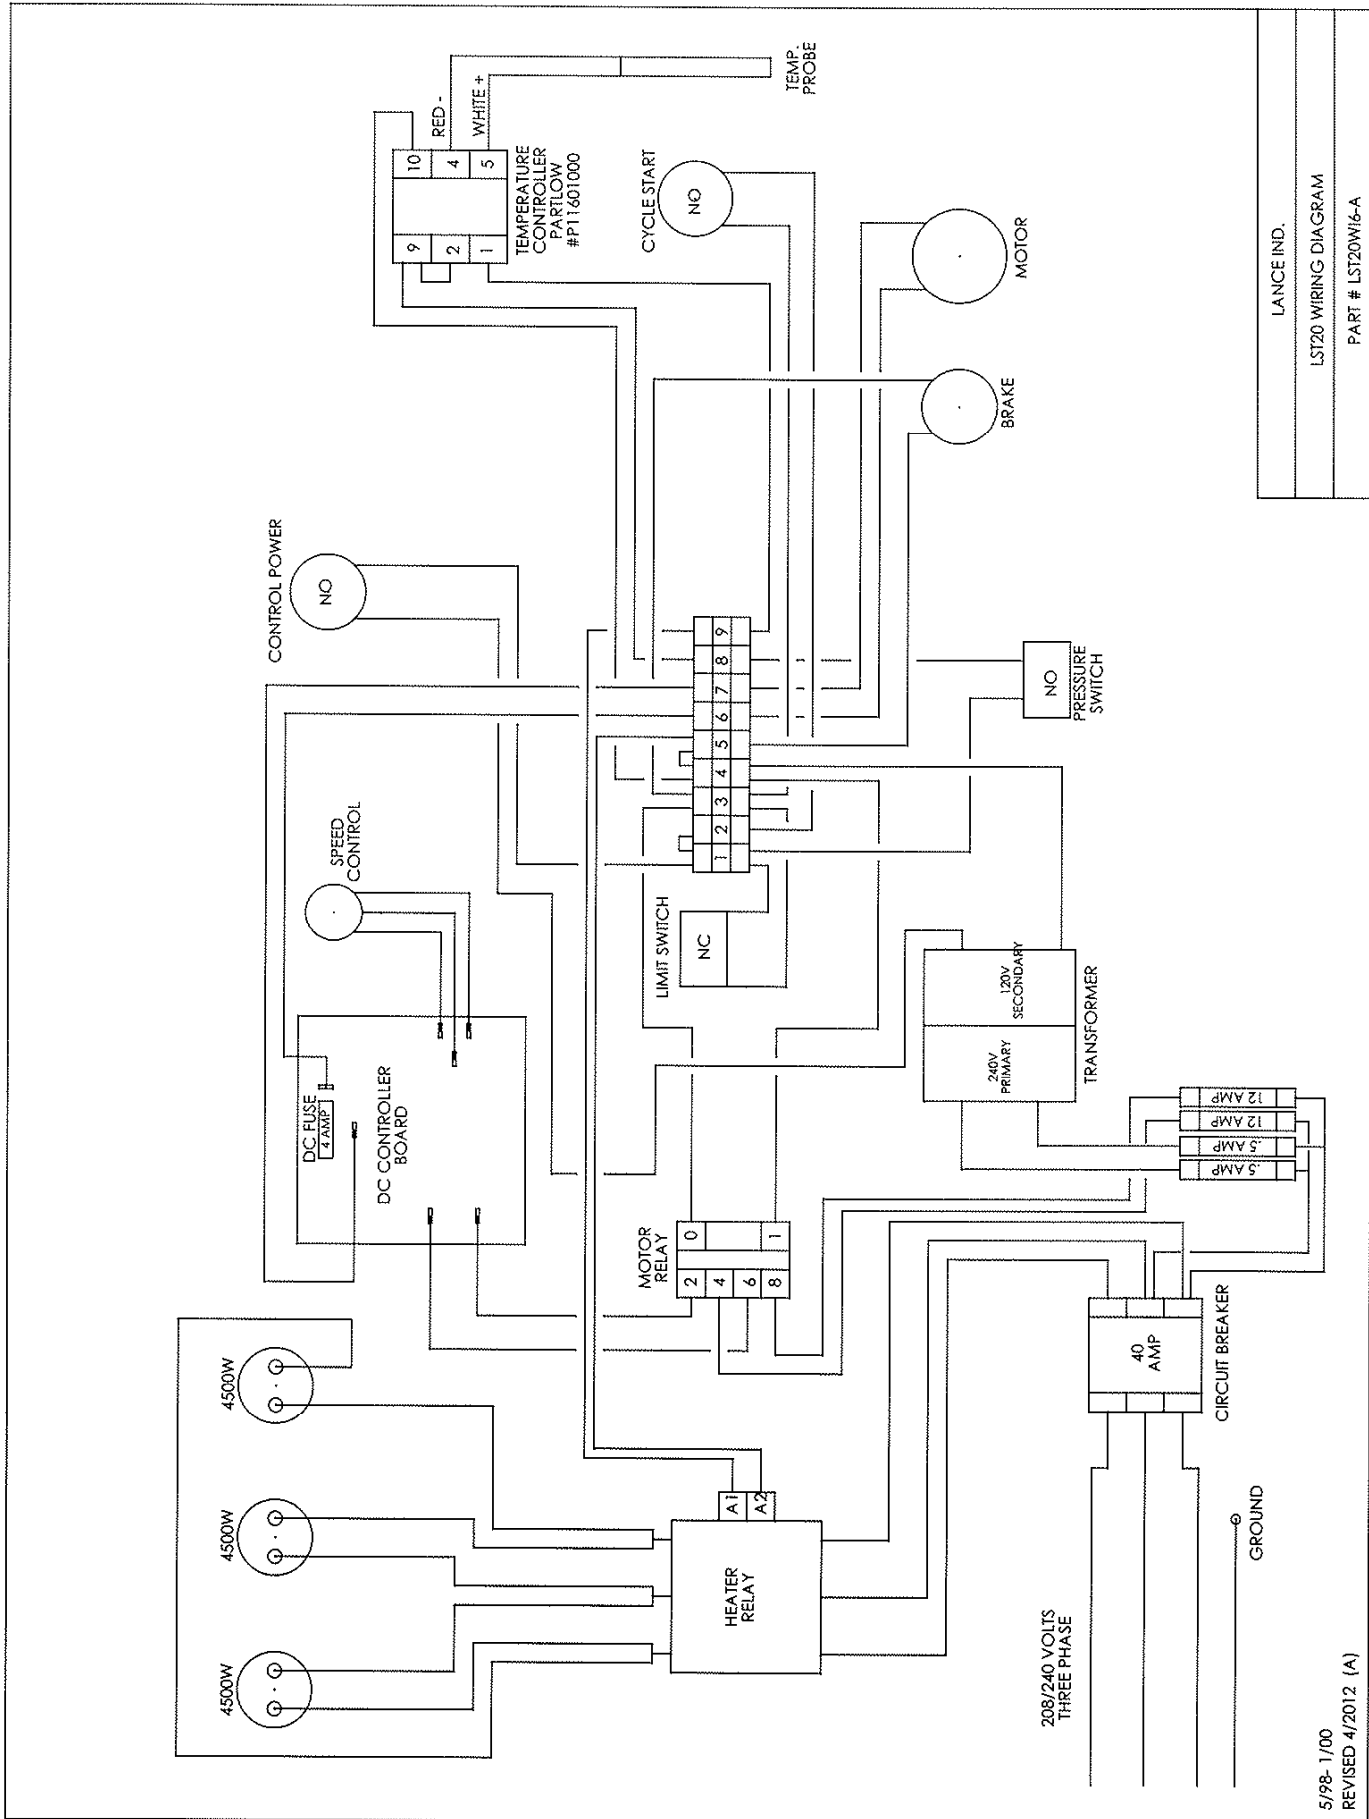 208/240 VOLTS
THREE PHASE
GROUND
40
AMP
CIRCUIT BREAKER
.5 AMP
.5 AMP
12 AMP
12 AMP
4500W
4500W
4500W
HEATER
RELAY
A1
A2
MOTOR
RELAY
2
4
6
8
0
1
DC FUSE
4 AMP
DC CONTROLLER
BOARD
SPEED
CONTROL
240V
PRIMARY
120V
SECONDARY
TRANSFORMER
LIMIT SWITCH
NC
1
2
3
4
5
6
7
8
9
CONTROL POWER
NO
NO
PRESSURE
SWITCH
BRAKE
MOTOR
CYCLE START
NO
9
2
1
10
4
5
TEMPERATURE
CONTROLLER
PARTLOW
#P11601000
RED -
WHITE +
TEMP.
PROBE
LANCE IND.
LST20 WIRING DIAGRAM
PART # LST20WI6-A
5/98- 1/00
REVISED 4/2012 (A)